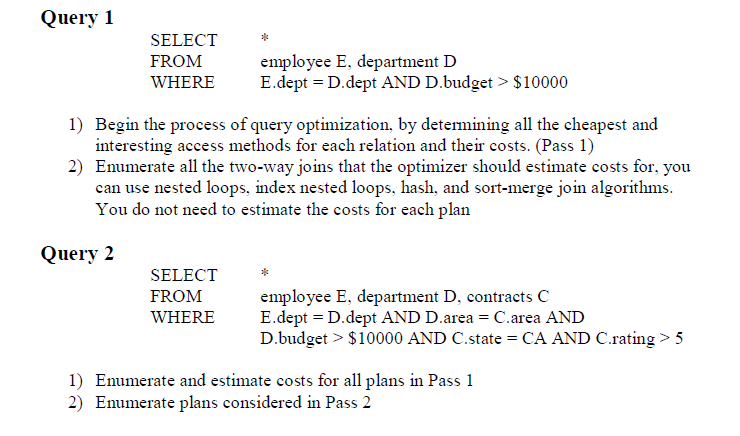 Query 1
SELECT *
FROM employee E, department D
WHERE E.dept = D.dept AND D.budget > $10000
1) Begin the process of query optimization, by determining all the cheapest and
interesting access methods for each relation and their costs. (Pass 1)
2) Enumerate all the two-way joins that the optimizer should estimate costs for, you
can use nested loops, index nested loops, hash, and sort-merge join algorithms.
You do not need to estimate the costs for each plan
Query 2
SELECT *
FROM employee E, department D, contracts C
WHERE E.dept = D.dept AND D.area = C.area AND
D.budget > $10000 AND C.state = CA AND C.rating > 5
1) Enumerate and estimate costs for all plans in Pass 1
2) Enumerate plans considered in Pass 2